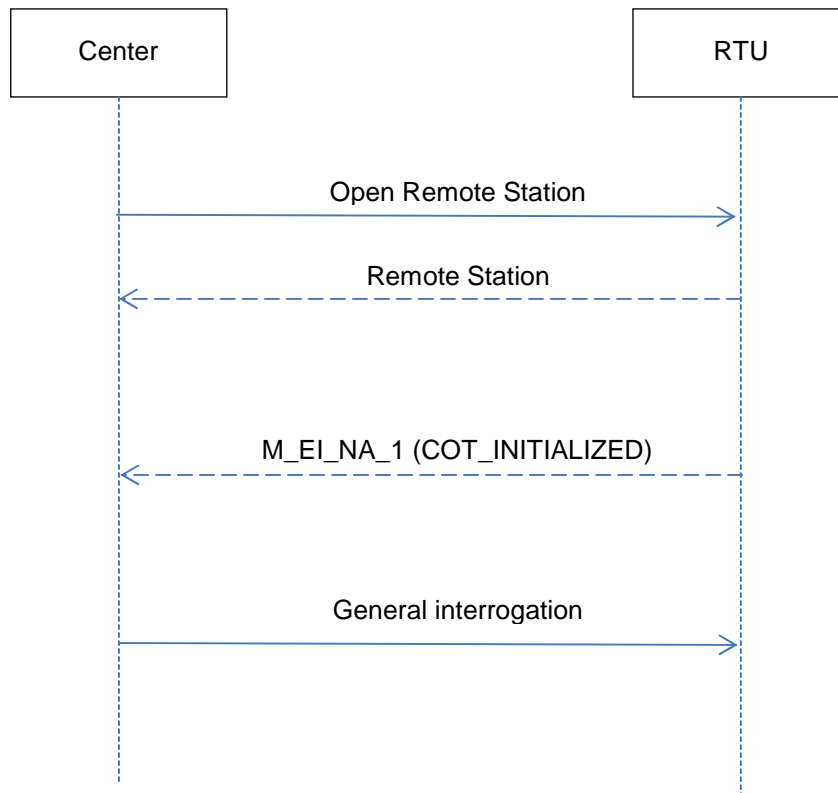 Center
RTU
Open Remote Station
Remote Station
M_EI_NA_1 (COT_INITIALIZED)
General interrogation